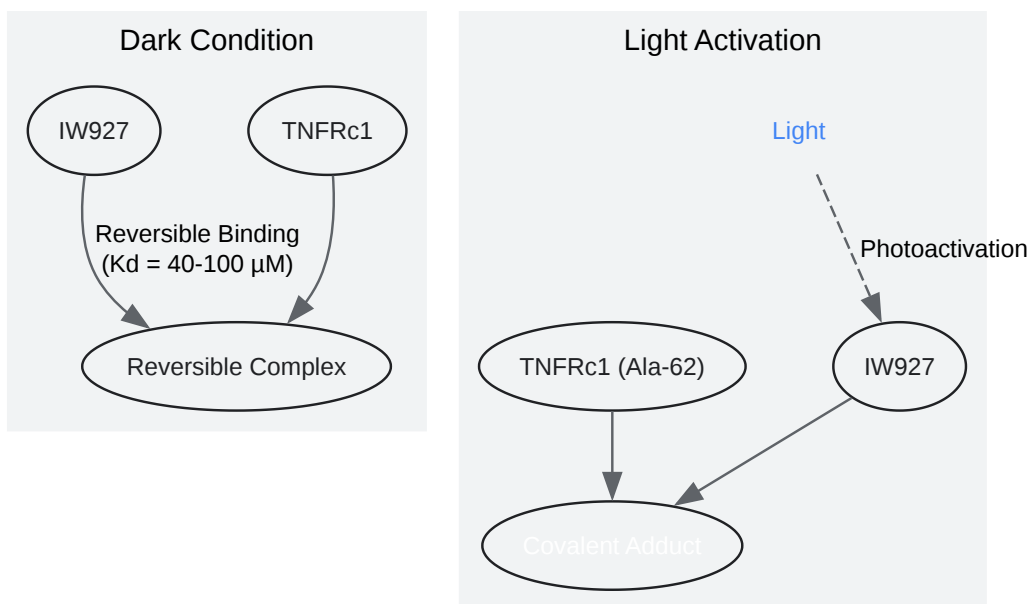 Dark Condition
IW927
TNFRc1
Reversible Binding
(Kd = 40-100 µM)
Reversible Complex
Light Activation
Light
Photoactivation
TNFRc1 (Ala-62)
IW927
Covalent Adduct